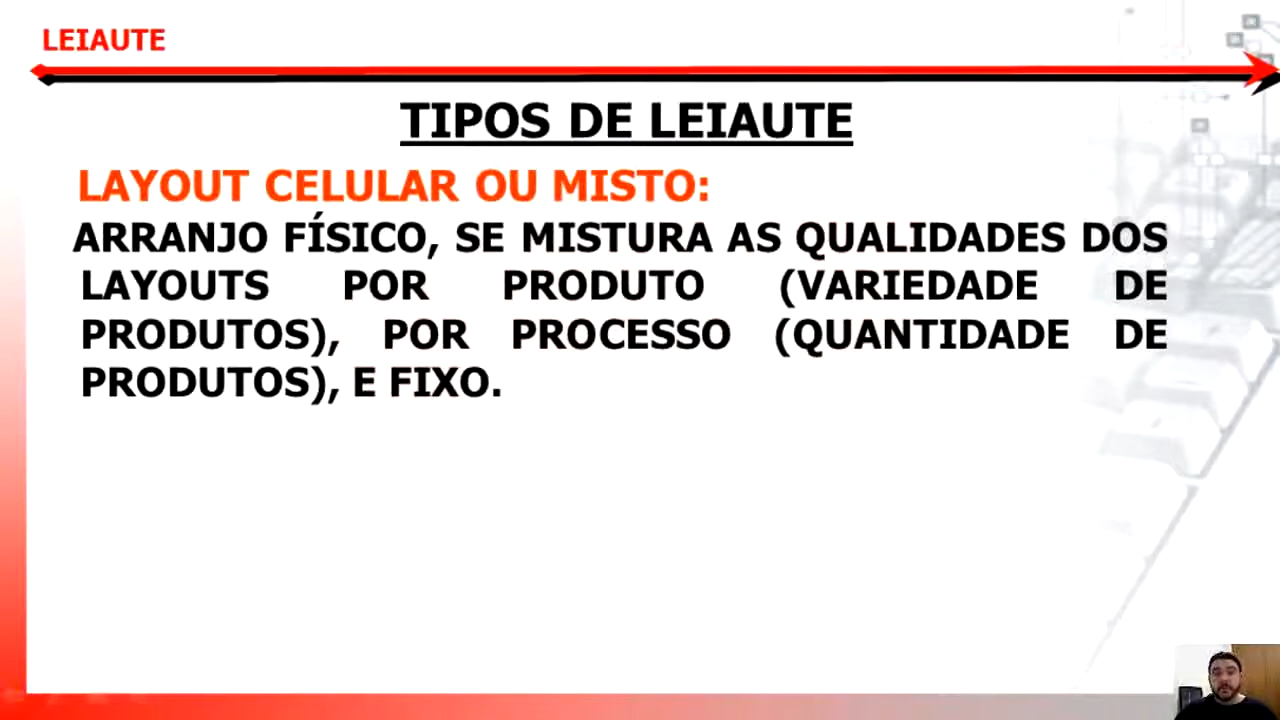 LEIAUTE
TIPOS DE LEIAUTE
LAYOUT CELULAR OU MISTO:
ARRANJO FÍSICO, SE MISTURA AS QUALIDADES DOS
LAYOUTS POR PRODUTO (VARIEDADE DE
PRODUTOS), POR PROCESSO (QUANTIDADE DE
PRODUTOS), E FIXO.